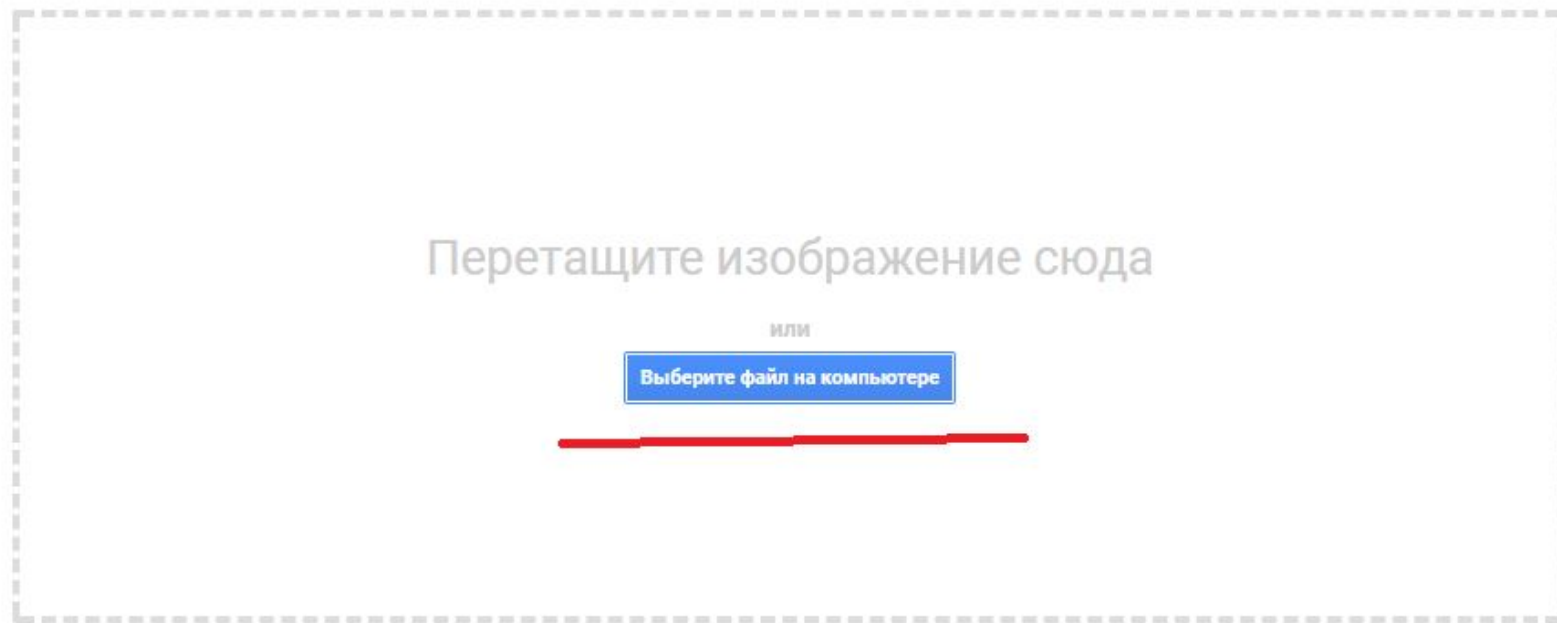 Перетащите изображение сюда
или
Выберите файл на компьютере